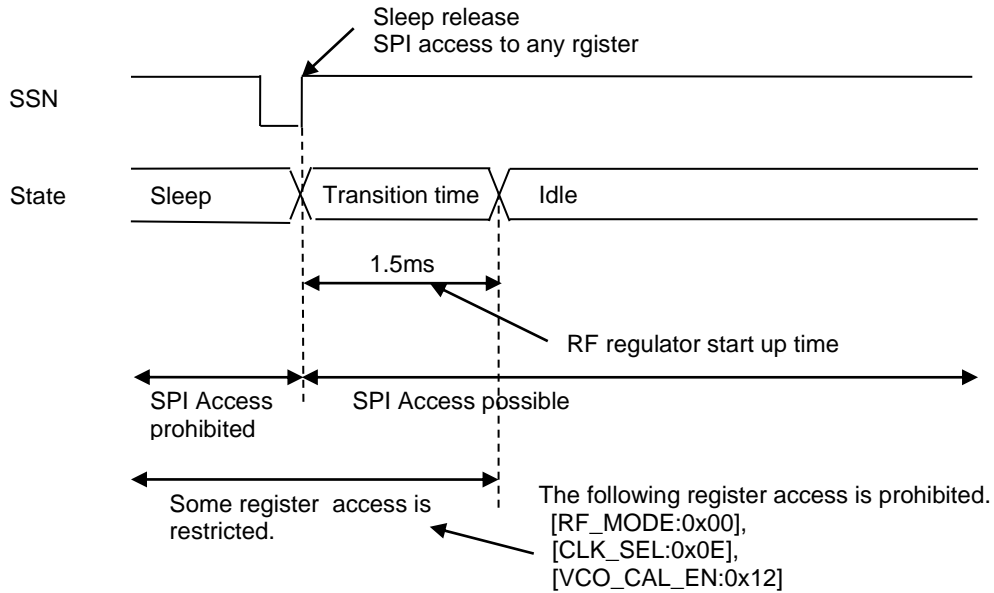 Sleep release
SPI access to any rgister
SSN
State
Sleep
Transition time
Idle
1.5ms
RF regulator start up time
SPI Access
prohibited
SPI Access possible
Some register access is
restricted.
The following register access is prohibited.
[RF_MODE:0x00],
[CLK_SEL:0x0E],
[VCO_CAL_EN:0x12]